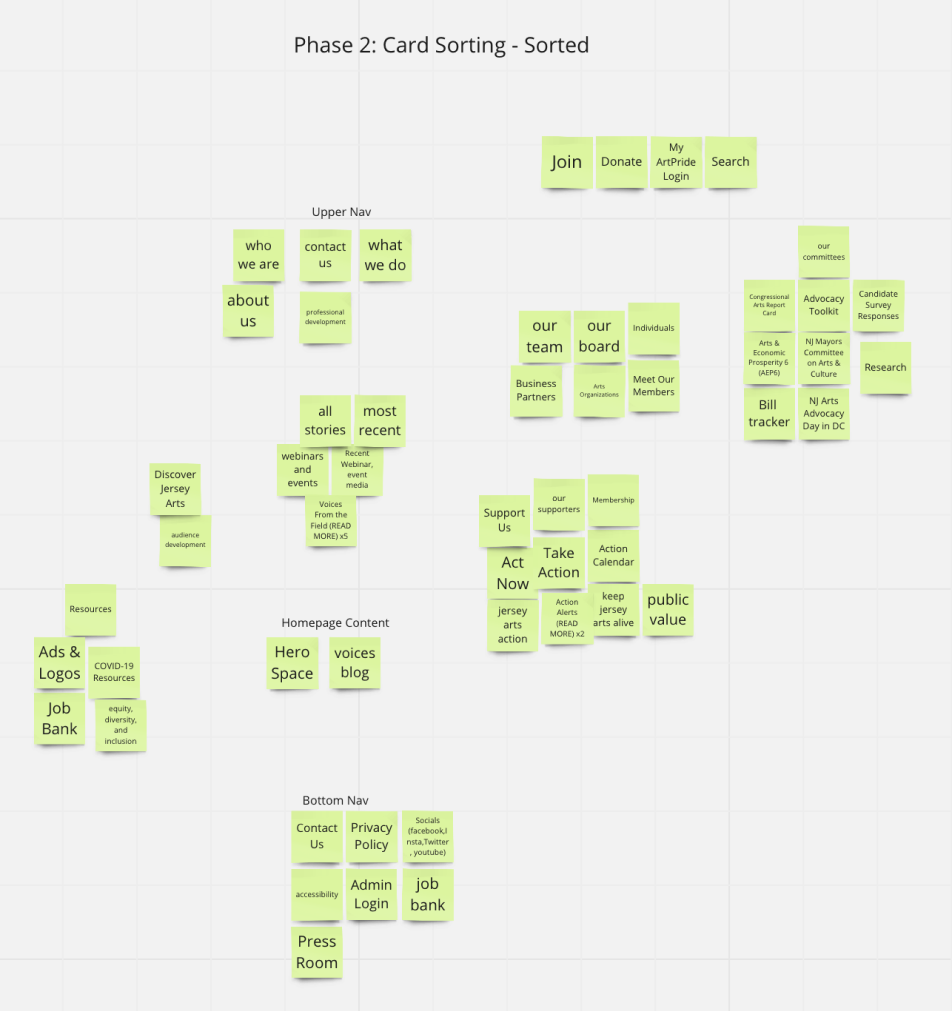 Phase 2: Card Sorting - Sorted
Join
Donate
My
ArtPride
Login
Search
Upper Nav
who
we are
contact
us
what
we do
about
us
professional
development
our
committees
Congressional
Arts Report
Card
Advocacy
Toolkit
Candidate
Survey
Responses
Arts &
Economic
Prosperity 6
(AEP6)
NJ Mayors
Committee
on Arts &
Culture
Research
Bill
tracker
NJ Arts
Advocacy
Day in DC
our
team
our
board
Individuals
Business
Partners
Arts
Organizations
Meet Our
Members
all
stories
most
recent
webinars
and
events
Recent
Webinar,
event
media
Voices
From the
Field (READ
MORE) x5
Discover
Jersey
Arts
audience
development
Support
Us
our
supporters
Membership
Act
Now
Take
Action
Action
Calendar
jersey
arts
action
Action
Alerts
(READ
MORE) x2
keep
jersey
arts alive
public
value
Resources
Ads &
Logos
COVID-19
Resources
Job
Bank
equity,
diversity,
and
inclusion
Homepage Content
Hero
Space
voices
blog
Bottom Nav
Contact
Us
Privacy
Policy
Socials
(facebook,I
nsta,Twitter
, youtube)
accessibility
Admin
Login
job
bank
Press
Room